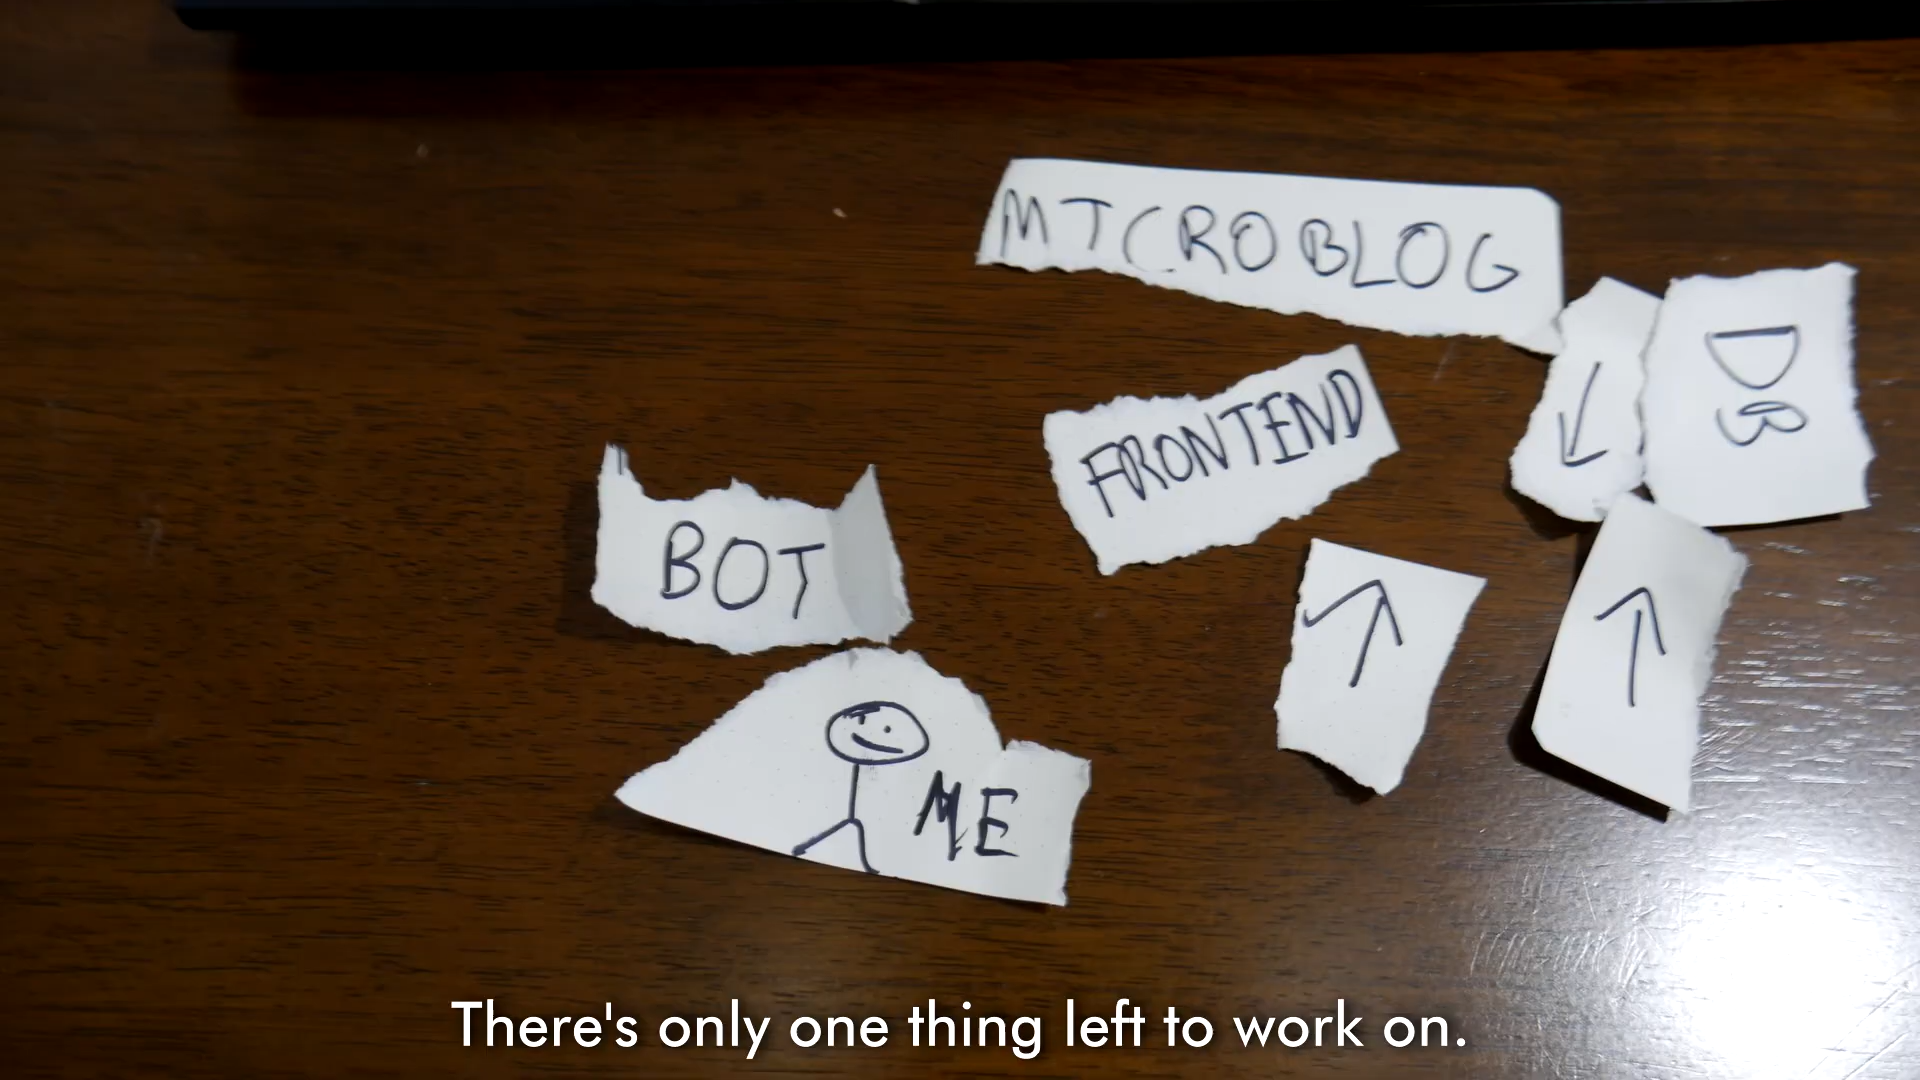 MICROBLOG
DB
FRONTEND
BOT
ME
There's only one thing left to work on.